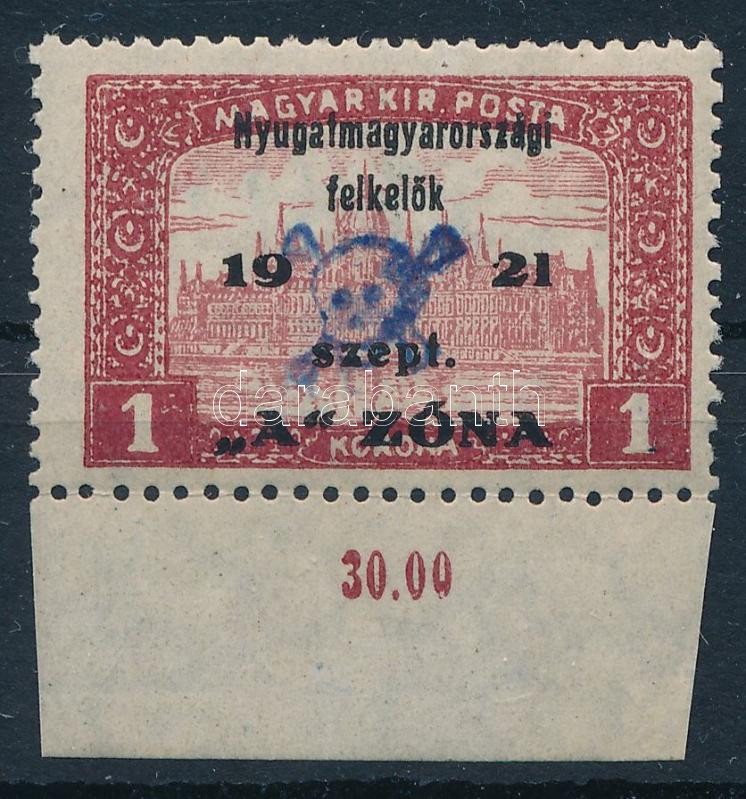 MAGYAR KIR. POSTA
Nyugatmagyarországi
felkelők
19 21
szept.
darabanth
„A“ ZÓNA
1 KORONA 1
30.00